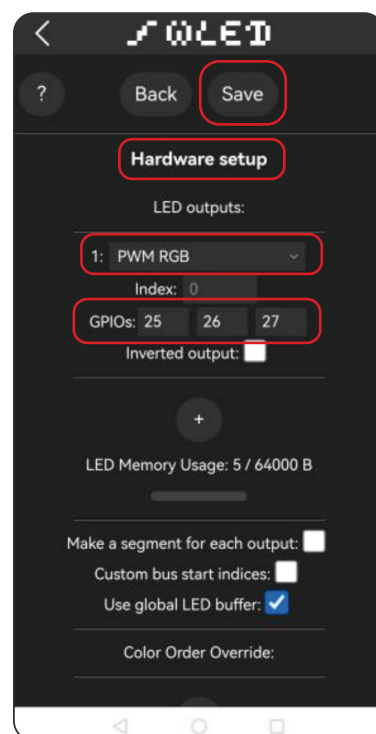 WLED
? Back Save
Hardware setup
LED outputs:
1: PWM RGB
Index: 0
GPIOs: 25 26 27
Inverted output:
+
LED Memory Usage: 5 / 64000 B
Make a segment for each output:
Custom bus start indices:
Use global LED buffer:
Color Order Override: